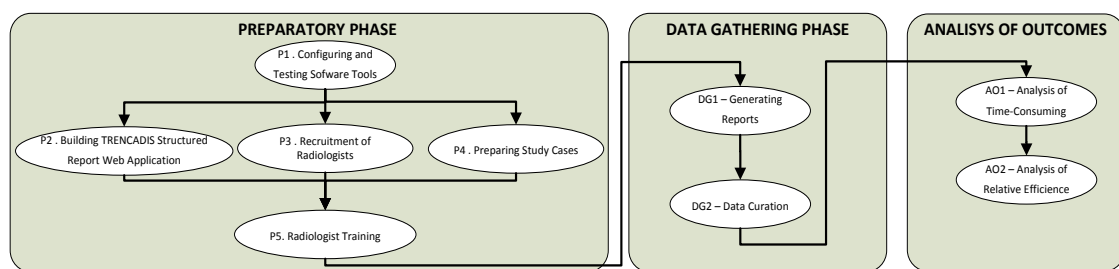 PREPARATORY PHASE
P1 . Configuring and
Testing Sofware Tools
P2 . Building TRENCADIS Structured
Report Web Application
P3 . Recruitment of
Radiologists
P4 . Preparing Study Cases
P5. Radiologist Training
DATA GATHERING PHASE
DG1 – Generating
Reports
DG2 – Data Curation
ANALISYS OF OUTCOMES
AO1 – Analysis of
Time-Consuming
AO2 – Analysis of
Relative Efficience